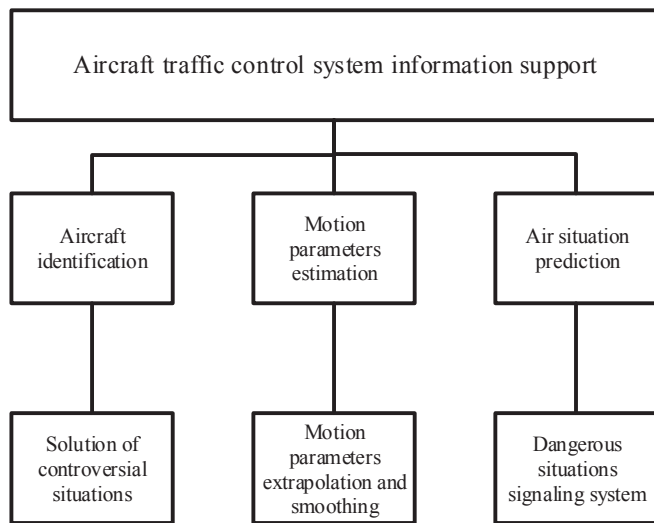 Aircraft traffic control system information support
Aircraft
identification
Motion
parameters
estimation
Air situation
prediction
Solution of
controversial
situations
Motion
parameters
extrapolation and
smoothing
Dangerous
situations
signaling system